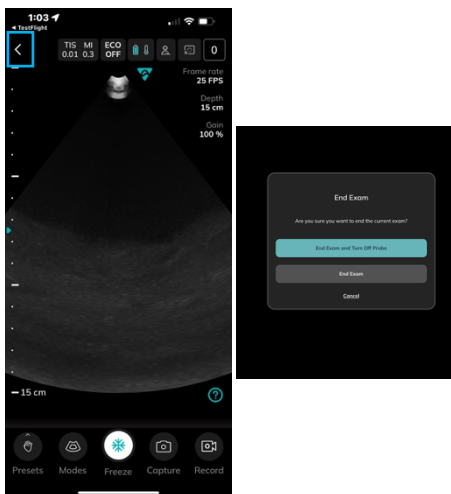 1:03
◀ TestFlight
TIS MI
0.01 0.3
ECO
OFF
0
Frame rate
25 FPS
Depth
15 cm
Gain
100 %
15 cm
?
Presets
Modes
Freeze
Capture
Record
End Exam
Are you sure you want to end the current exam?
End Exam and Turn Off Probe
End Exam
Cancel